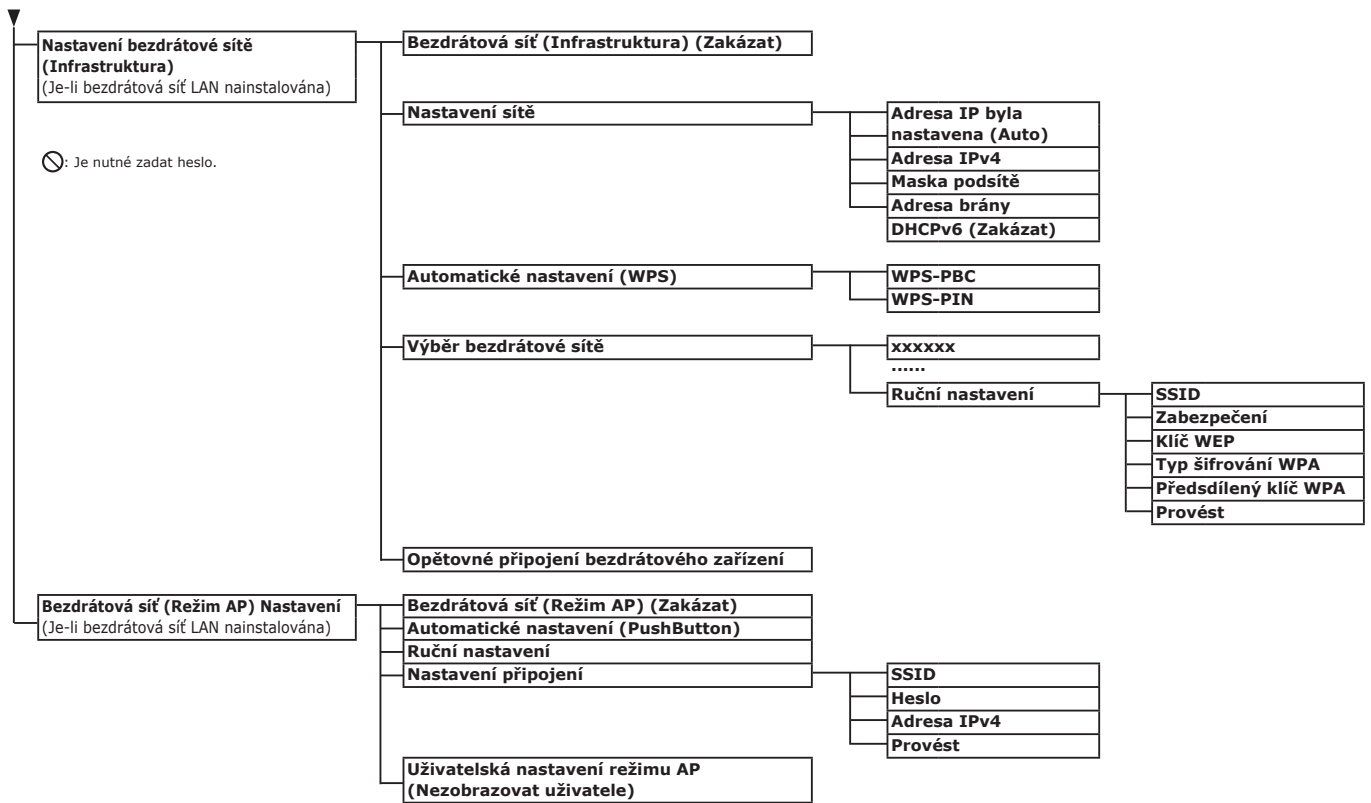 Nastavení bezdrátové sítě
(Infrastruktura)
(Je-li bezdrátová síť LAN nainstalována)
: Je nutné zadat heslo.
Bezdrátová síť (Infrastruktura) (Zakázat)
Nastavení sítě
Adresa IP byla
nastavena (Auto)
Adresa IPv4
Maska podsítě
Adresa brány
DHCPv6 (Zakázat)
Automatické nastavení (WPS)
WPS-PBC
WPS-PIN
Výběr bezdrátové sítě
xxxxxx
......
Ruční nastavení
SSID
Zabezpečení
Klíč WEP
Typ šifrování WPA
Předsdílený klíč WPA
Provést
Opětovné připojení bezdrátového zařízení
Bezdrátová síť (Režim AP) Nastavení
(Je-li bezdrátová síť LAN nainstalována)
Bezdrátová síť (Režim AP) (Zakázat)
Automatické nastavení (PushButton)
Ruční nastavení
Nastavení připojení
SSID
Heslo
Adresa IPv4
Provést
Uživatelská nastavení režimu AP
(Nezobrazovat uživatele)